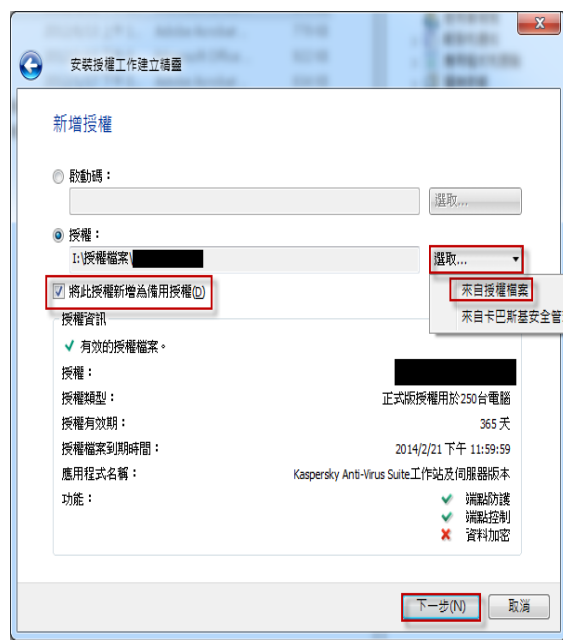 安裝授權工作建立精靈
新增授權
啟動碼：
選取...
授權：
I:\授權檔案\
選取...
將此授權新增為備用授權(D)
來自授權檔案
來自卡巴斯基安全管
授權資訊
有效的授權檔案。
授權：
授權類型： 正式版授權用於250台電腦
授權有效期： 365 天
授權檔案到期時間： 2014/2/21 下午 11:59:59
應用程式名稱： Kaspersky Anti-Virus Suite工作站及伺服器版本
功能： 端點防護
端點控制
資料加密
下一步(N) 取消